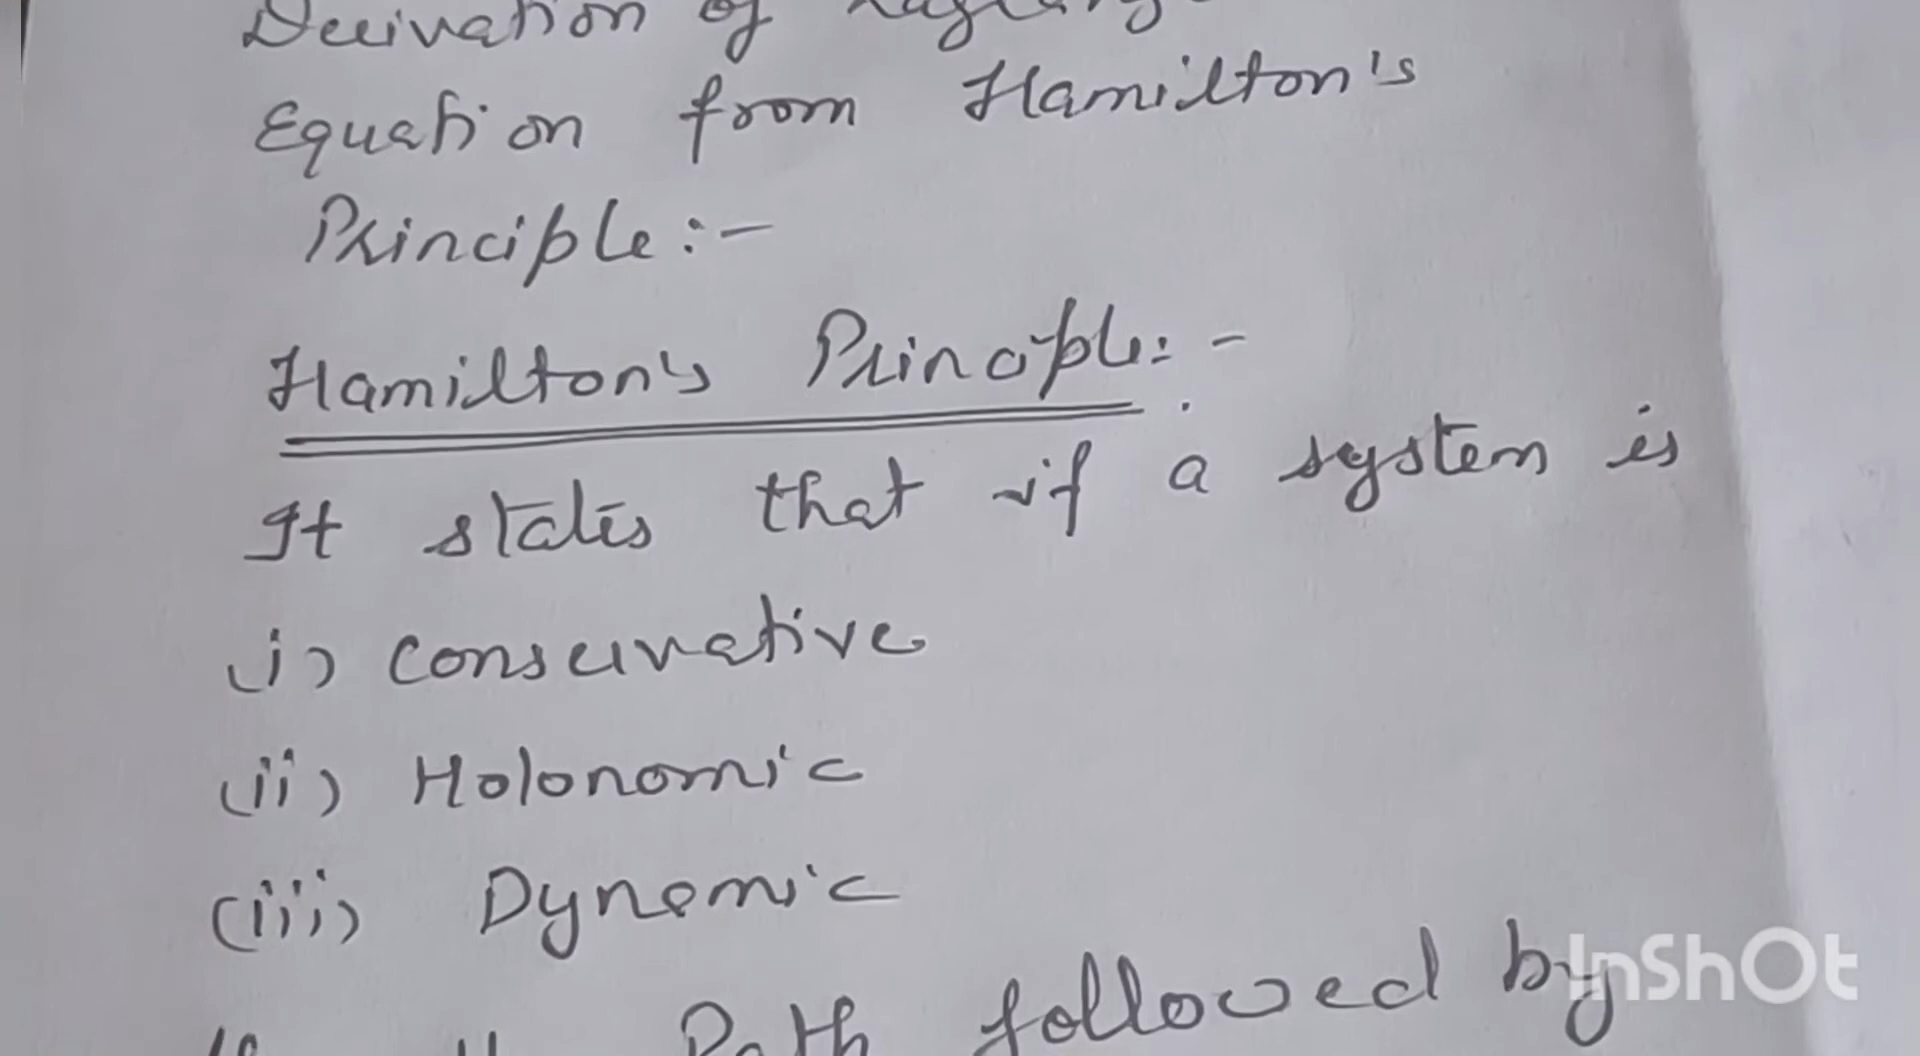 Derivation of
Equation from Hamilton's
Principle:-
Hamilton's Principle:-
It states that if a system is
(i) Conservative
(ii) Holonomic
(iii) Dynemic
Path followed by
InShOt